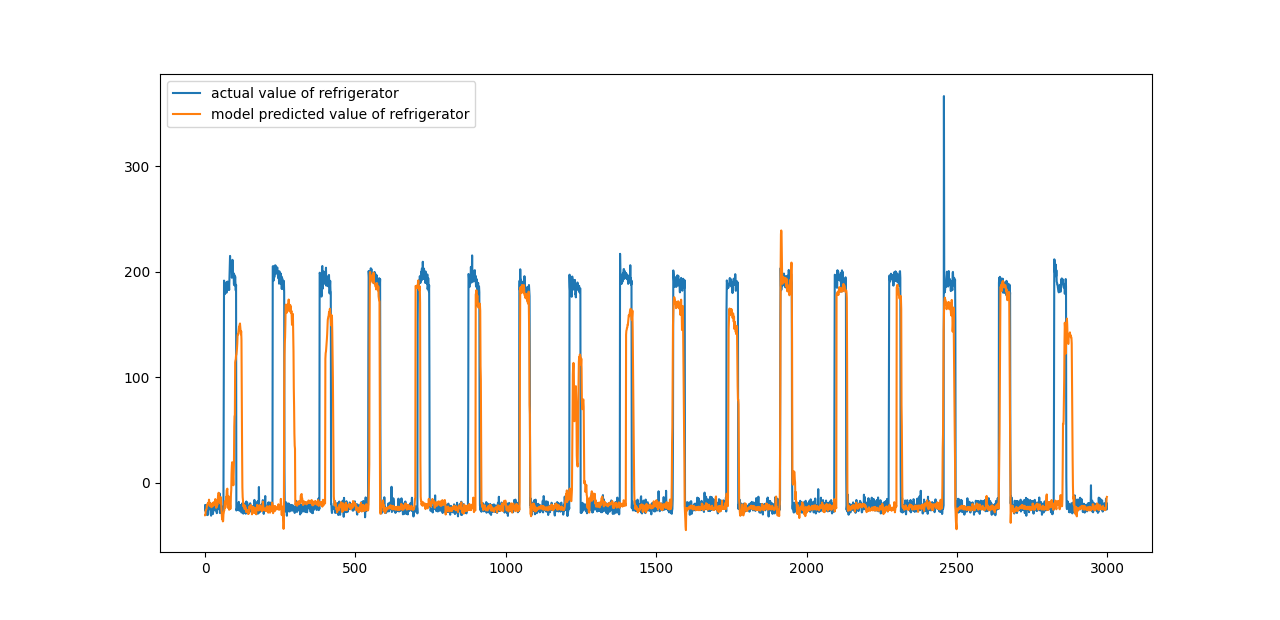 actual value of refrigerator
model predicted value of refrigerator
300
200
100
0
0 500 1000 1500 2000 2500 3000